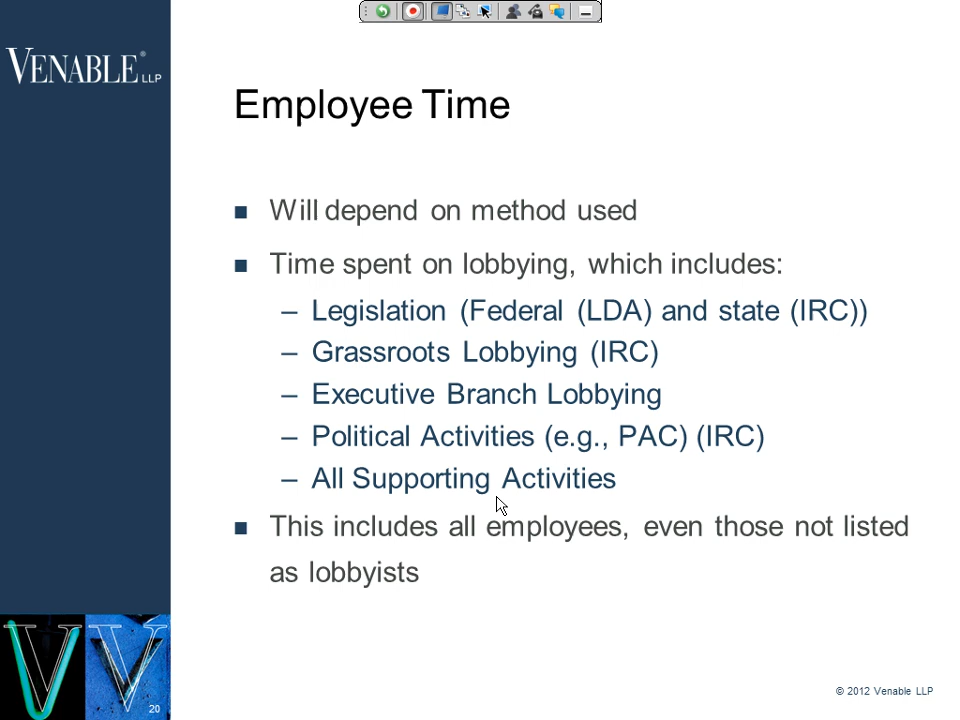 VENABLE® LLP
Employee Time
■ Will depend on method used
■ Time spent on lobbying, which includes:
– Legislation (Federal (LDA) and state (IRC))
– Grassroots Lobbying (IRC)
– Executive Branch Lobbying
– Political Activities (e.g., PAC) (IRC)
– All Supporting Activities
■ This includes all employees, even those not listed
as lobbyists
© 2012 Venable LLP
20